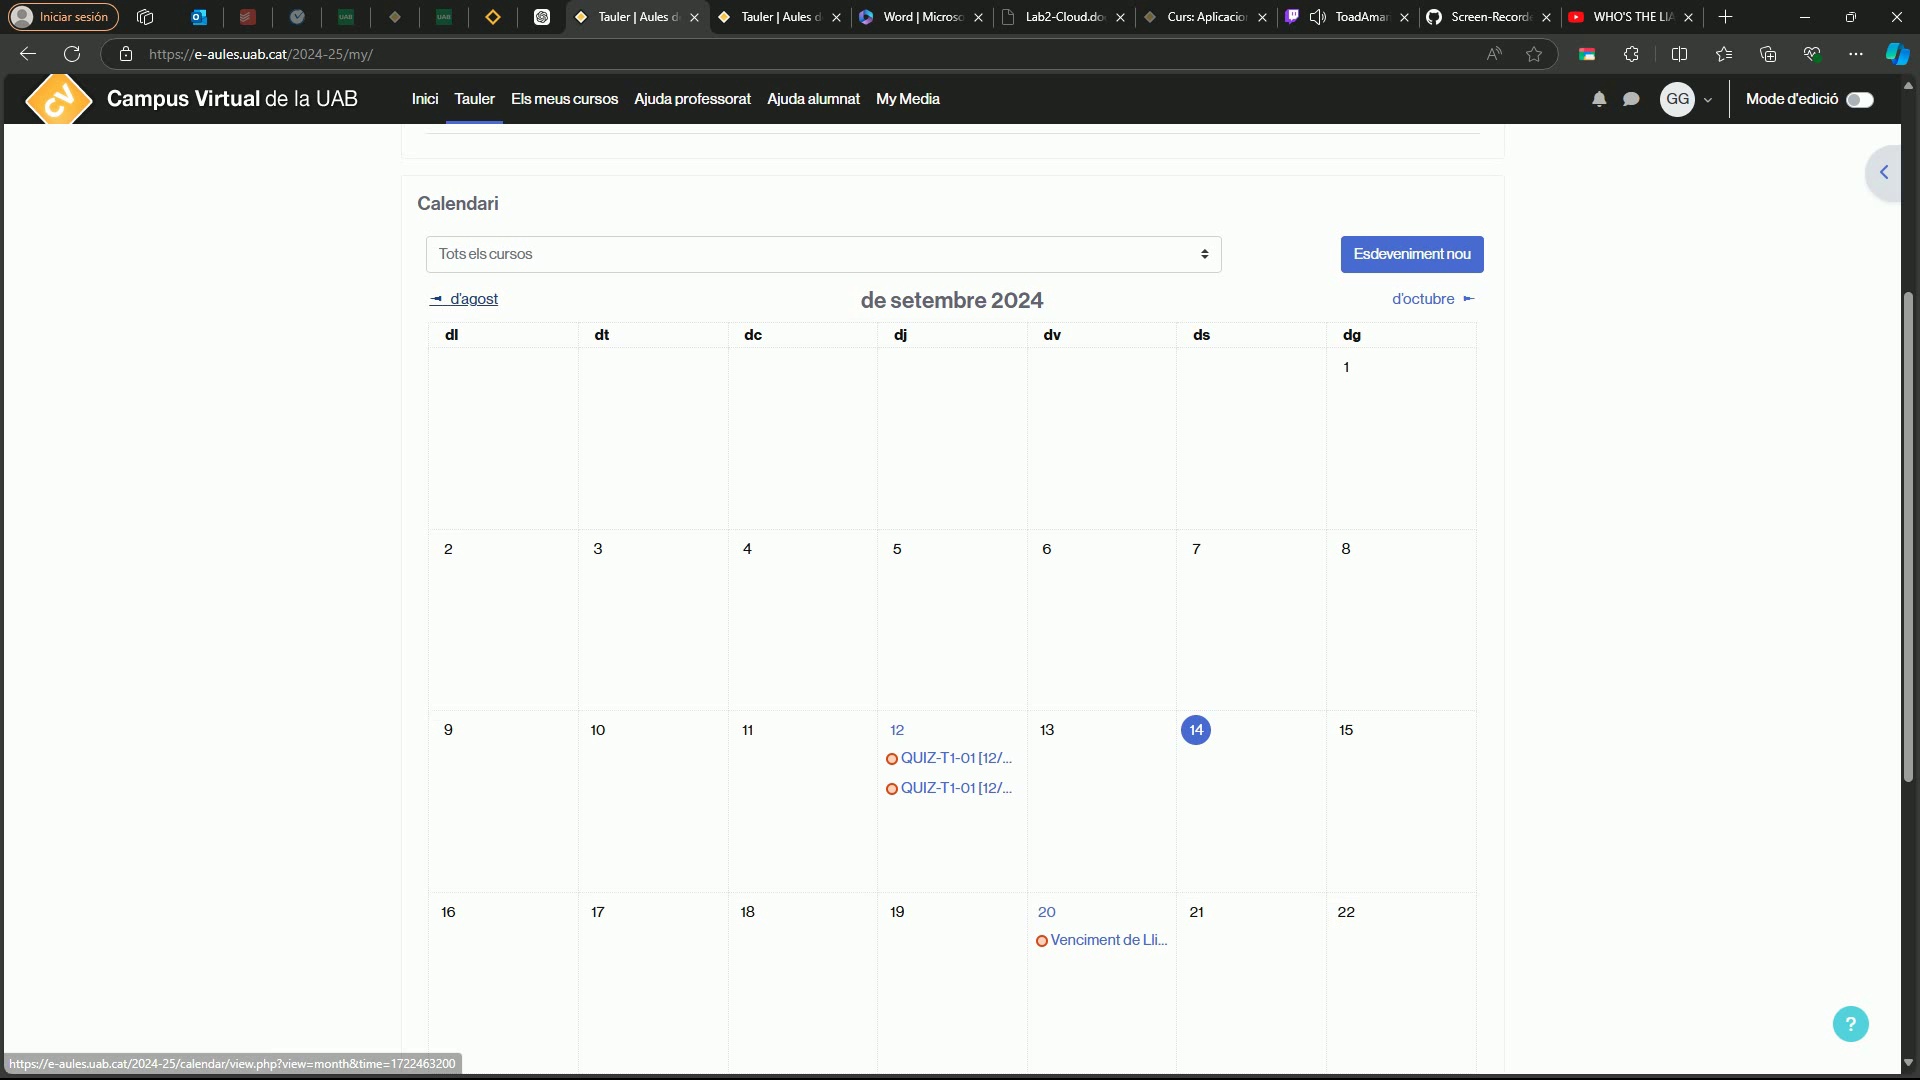 Iniciar sesión
Tauler | Aules d
Tauler | Aules d
Word | Micros
Lab2-Cloud.do
Curs: Aplicacio
ToadAma
Screen-Record
WHO'S THE LIA
https://e-aules.uab.cat/2024-25/my/
CV
Campus Virtual de la UAB
Inici
Tauler
Els meus cursos
Ajuda professorat
Ajuda alumnat
My Media
GG
Mode d'edició
Calendari
Tots els cursos
Esdeveniment nou
d'agost
de setembre 2024
d'octubre
dl dt dc dj dv ds dg
1
2 3 4 5 6 7 8
9 10 11 12 13 14 15
QUIZ-T1-01 [12/...
QUIZ-T1-01 [12/...
16 17 18 19 20 21 22
Venciment de Lli...
?
https://e-aules.uab.cat/2024-25/calendar/view.php?view=month&time=1722463200